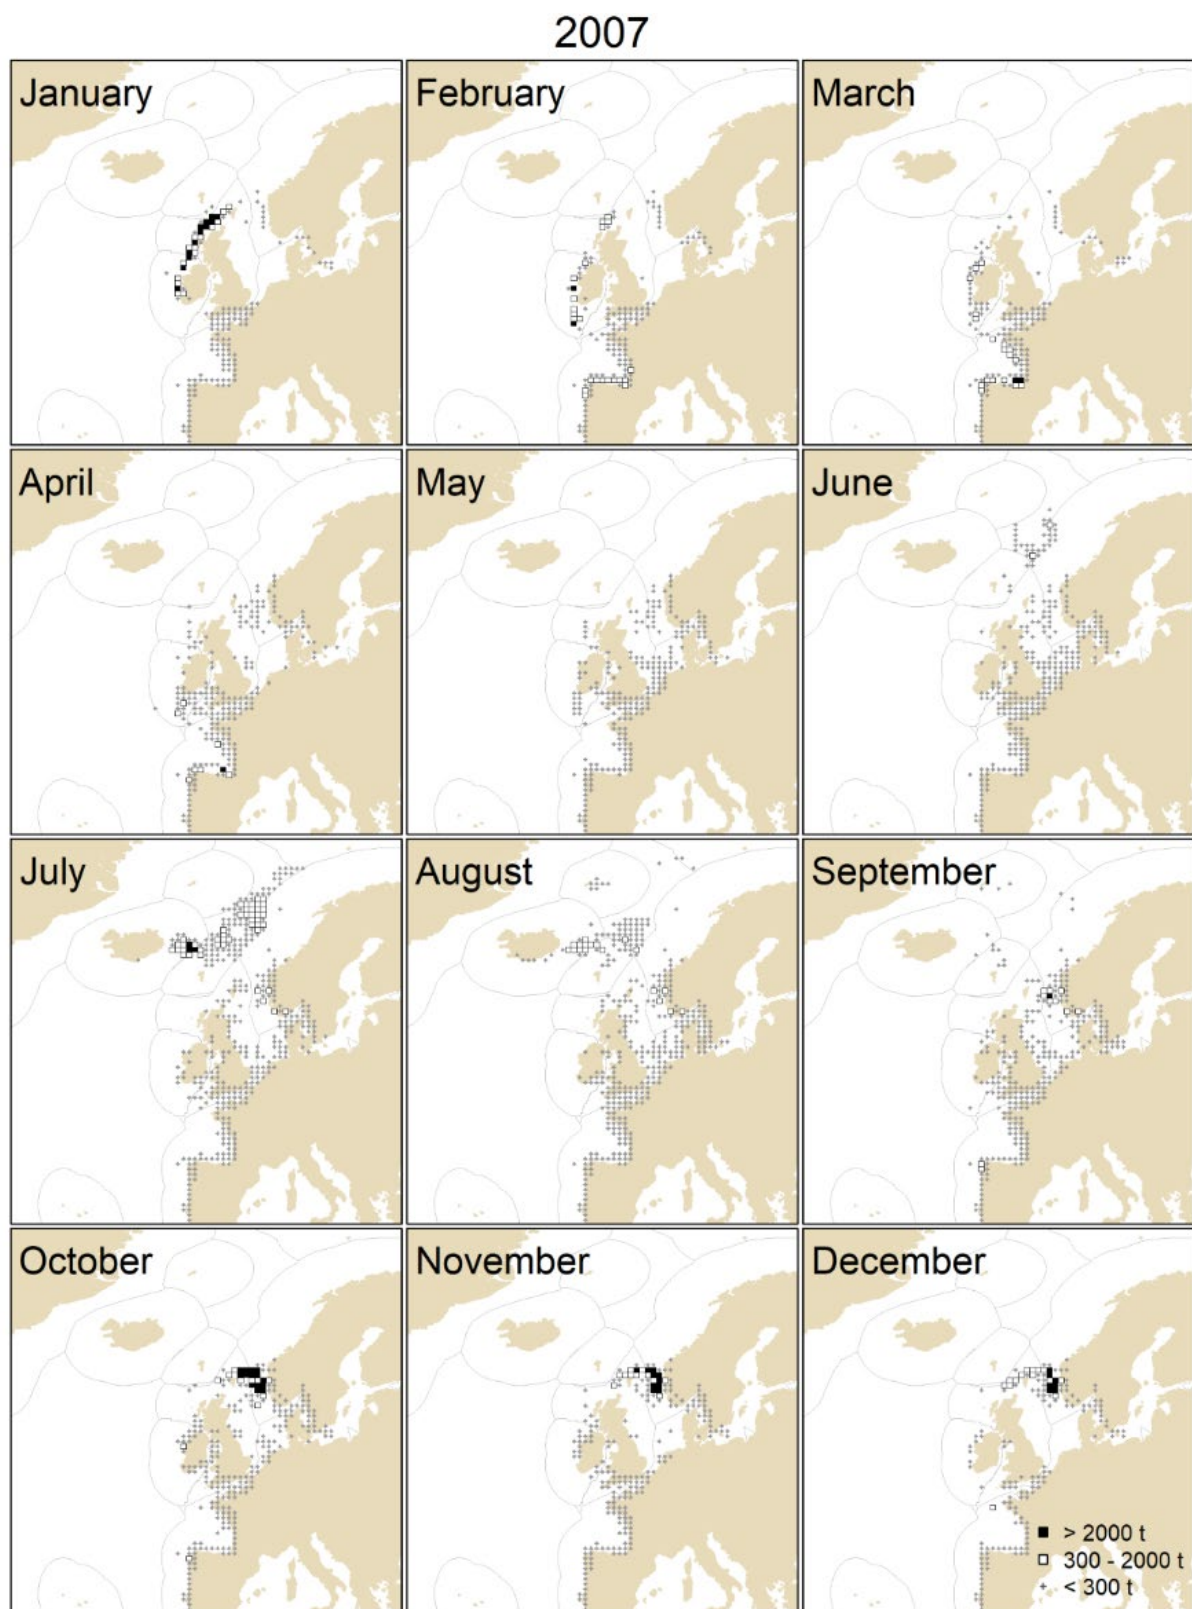 2007
January
February
March
April
May
June
July
August
September
October
November
December
> 2000 t
300 - 2000 t
< 300 t